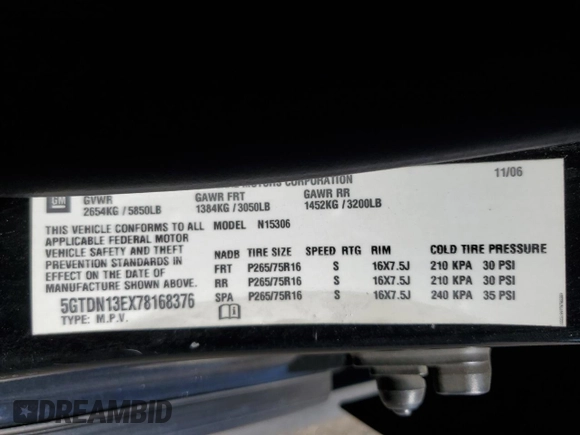 MOTORS CORPORATION 11/06
GM
GVWR GAWR FRT GAWR RR
2654KG / 5850LB 1384KG / 3050LB 1452KG / 3200LB
THIS VEHICLE CONFORMS TO ALL MODEL N15306
APPLICABLE FEDERAL MOTOR
VEHICLE SAFETY AND THEFT
PREVENTION STANDARDS IN
EFFECT ON THE DATE OF
MANUFACTURE SHOWN ABOVE.
NADB TIRE SIZE SPEED RTG RIM COLD TIRE PRESSURE
FRT P265/75R16 S 16X7.5J 210 KPA 30 PSI
RR P265/75R16 S 16X7.5J 210 KPA 30 PSI
SPA P265/75R16 S 16X7.5J 240 KPA 35 PSI
5GTDN13EX78168376
TYPE: M.P.V.
DREAMBID